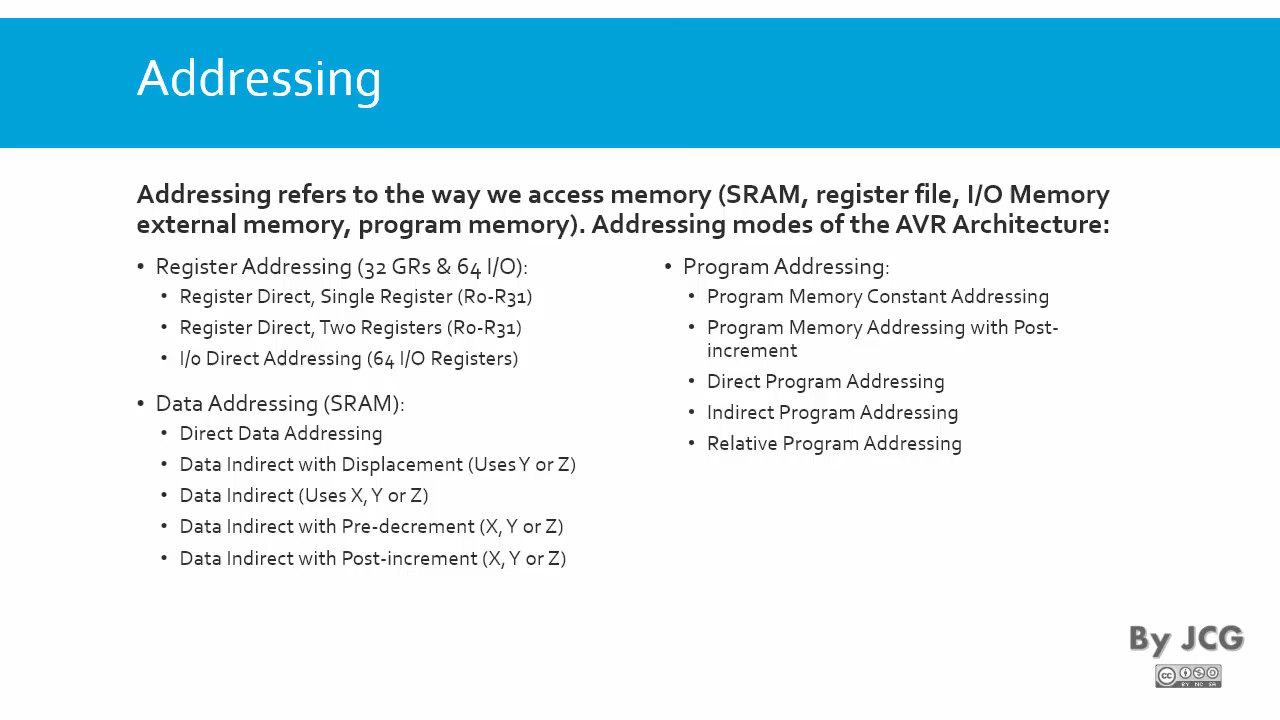 Addressing
Addressing refers to the way we access memory (SRAM, register file, I/O Memory
external memory, program memory). Addressing modes of the AVR Architecture:
• Register Addressing (32 GRs & 64 I/O):
• Register Direct, Single Register (R0-R31)
• Register Direct, Two Registers (R0-R31)
• I/o Direct Addressing (64 I/O Registers)
• Data Addressing (SRAM):
• Direct Data Addressing
• Data Indirect with Displacement (Uses Y or Z)
• Data Indirect (Uses X, Y or Z)
• Data Indirect with Pre-decrement (X, Y or Z)
• Data Indirect with Post-increment (X, Y or Z)
• Program Addressing:
• Program Memory Constant Addressing
• Program Memory Addressing with Post-
increment
• Direct Program Addressing
• Indirect Program Addressing
• Relative Program Addressing
By JCG
cc
BY NC SA